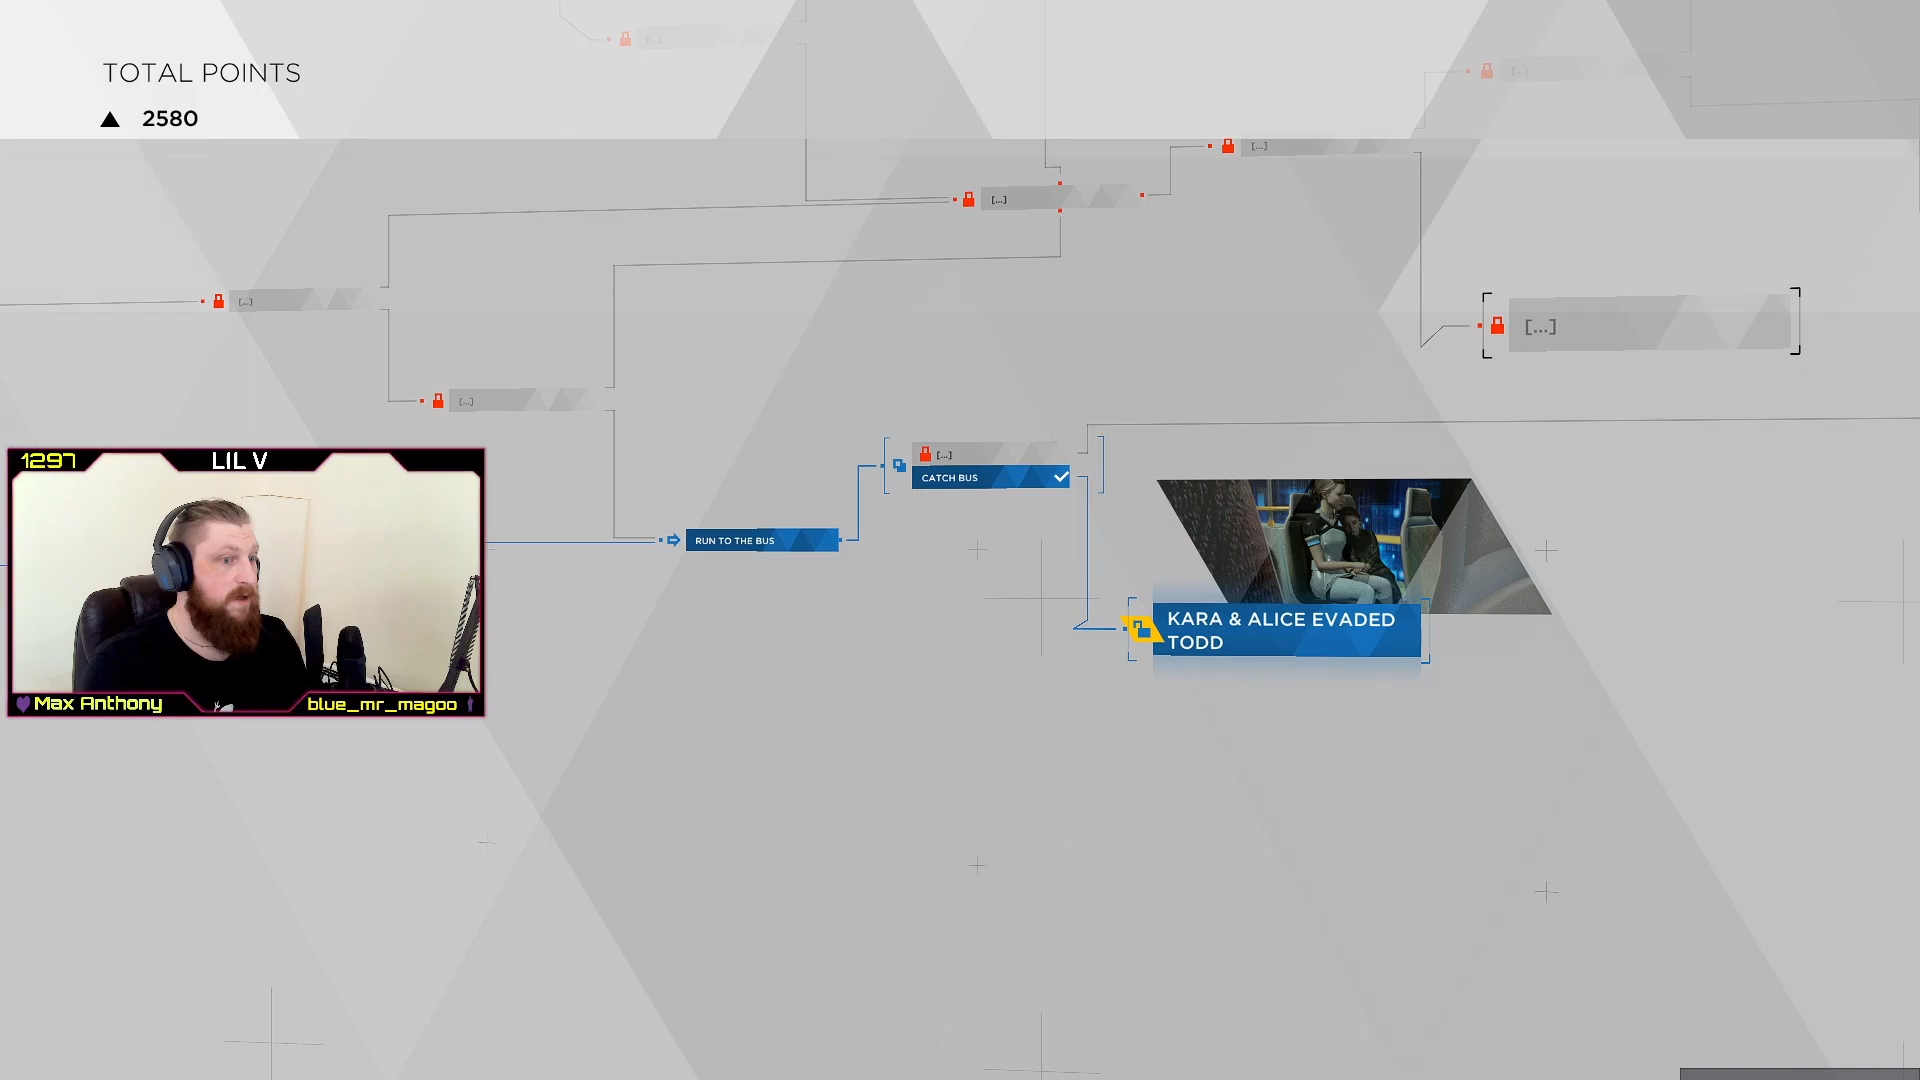 TOTAL POINTS
2580
[...]
[...]
[...]
[...]
[...]
[...]
[...]
[...]
CATCH BUS
RUN TO THE BUS
KARA & ALICE EVADED
TODD
1297
LIL V
Max Anthony
blue_mr_magoo